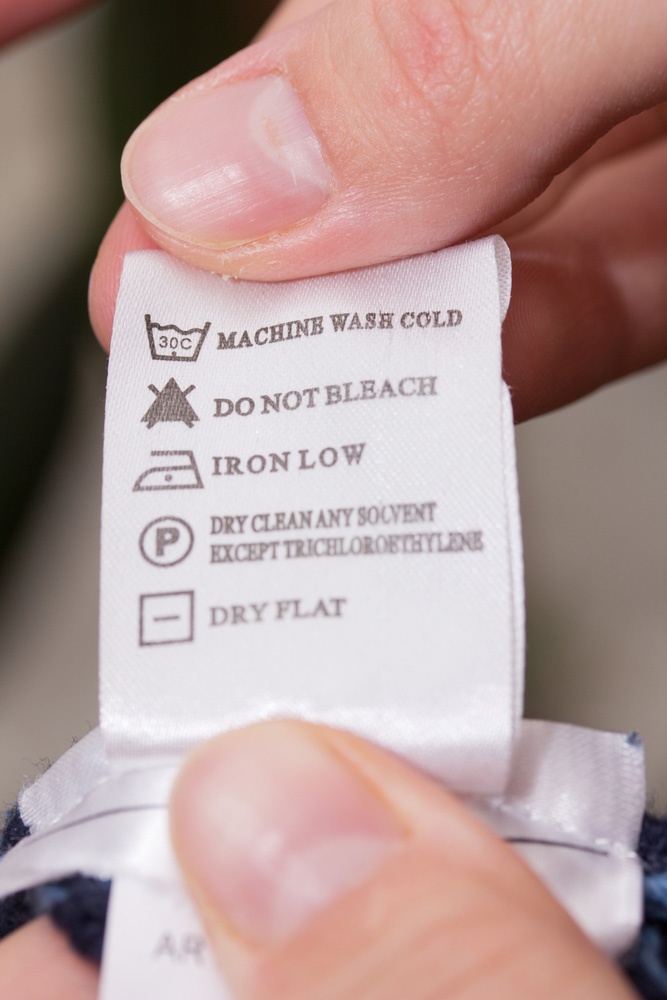 30C MACHINE WASH COLD
DO NOT BLEACH
IRON LOW
P DRY CLEAN ANY SOLVENT
EXCEPT TRICHLOROETHYLENE
DRY FLAT